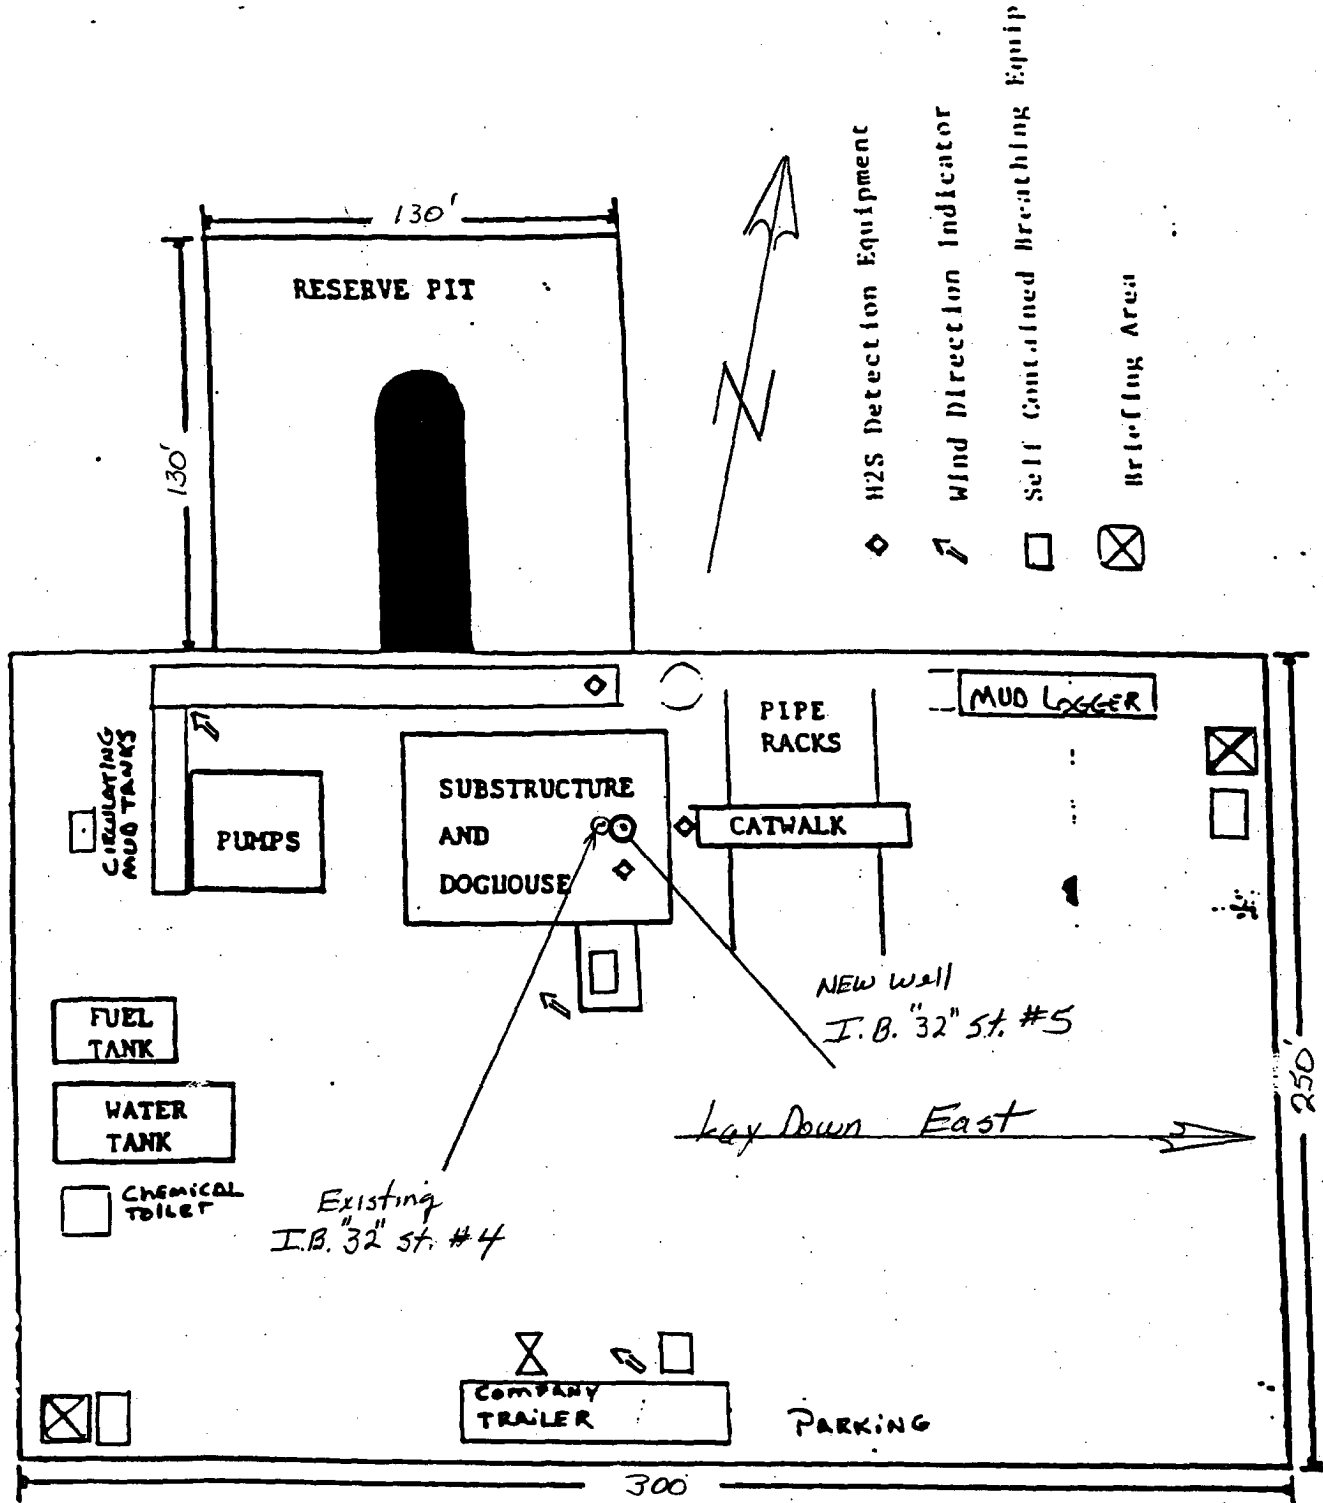 130'
RESERVE PIT
130'
N
H2S Detection Equipment
Wind Direction Indicator
Self Contained Breathing Equip
Briefing Area
MUD LOGGER
PIPE
RACKS
CIRCULATING
MUD TANKS
PUMPS
SUBSTRUCTURE
AND
DOGHOUSE
CATWALK
NEW Well
I.B. "32" St. #5
FUEL
TANK
WATER
TANK
CHEMICAL
TOILET
Lay Down East
250'
Existing
I.B. "32" St. #4
COMPANY
TRAILER
PARKING
300